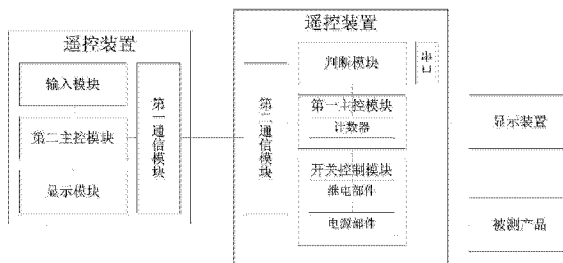 遥控装置
输入模块
第二主控模块
显示模块
第一通信模块
遥控装置
第二通信模块
判断模块
串口
第一主控模块
计数器
开关控制模块
继电部件
电源部件
显示装置
被测产品